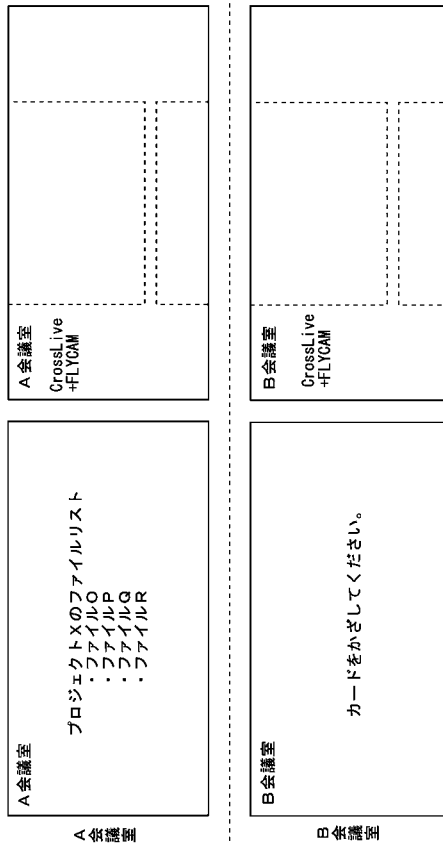 A会議室
A会議室
プロジェクトXのファイルリスト
・ファイルO
・ファイルP
・ファイルQ
・ファイルR
A会議室
CrossLive
+FLYCAM
B会議室
B会議室
カードをかざしてください。
B会議室
CrossLive
+FLYCAM